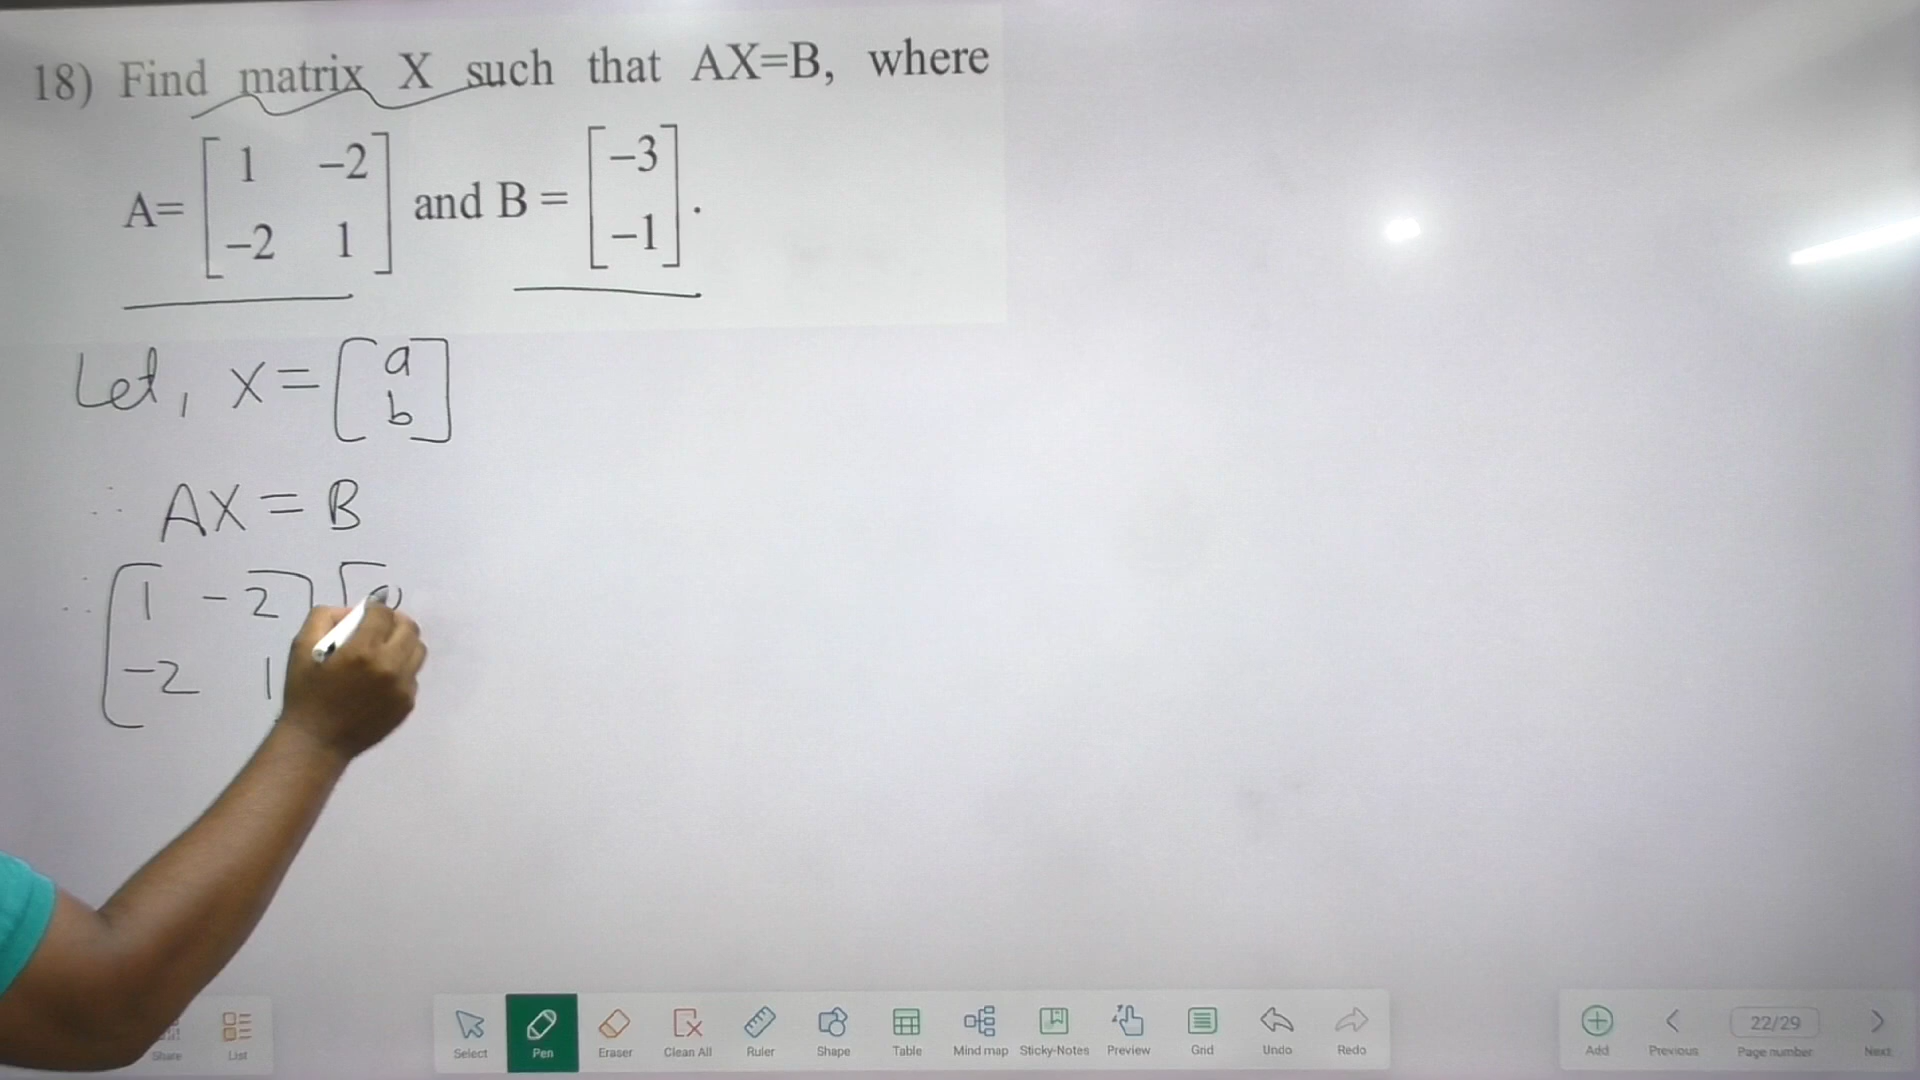 18) Find matrix X such that AX=B, where
A= [ 1 -2 ; -2 1 ] and B = [ -3 ; -1 ].
Let, X = [ a ; b ]
∴ AX = B
∴ [ 1 -2 ; -2 1
Share List Select Pen Eraser Clean All Ruler Shape Table Mind map Sticky-Notes Preview Grid Undo Redo Add Previous 22/29 Page number Next